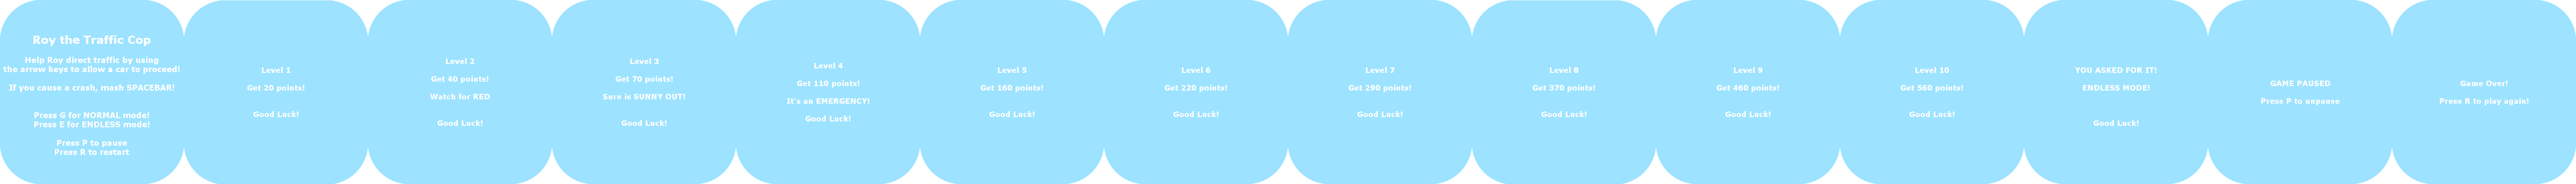 Roy the Traffic Cop
Help Roy direct traffic by using
the arrow keys to allow a car to proceed!
If you cause a crash, mash SPACEBAR!
Press G for NORMAL mode!
Press E for ENDLESS mode!
Press P to pause
Press R to restart
Level 1
Get 20 points!
Good Luck!
Level 2
Get 40 points!
Watch for RED
Good Luck!
Level 3
Get 70 points!
Sure is SUNNY OUT!
Good Luck!
Level 4
Get 110 points!
It's an EMERGENCY!
Good Luck!
Level 5
Get 160 points!
Good Luck!
Level 6
Get 220 points!
Good Luck!
Level 7
Get 290 points!
Good Luck!
Level 8
Get 370 points!
Good Luck!
Level 9
Get 460 points!
Good Luck!
Level 10
Get 560 points!
Good Luck!
YOU ASKED FOR IT!
ENDLESS MODE!
Good Luck!
GAME PAUSED
Press P to unpause
Game Over!
Press R to play again!